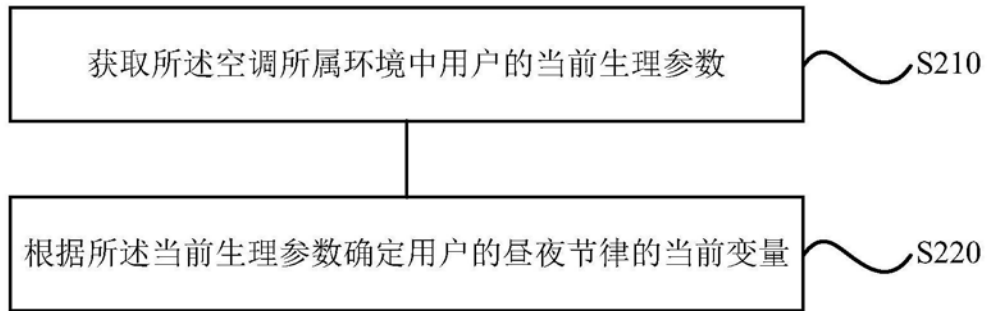 获取所述空调所属环境中用户的当前生理参数
S210
根据所述当前生理参数确定用户的昼夜节律的当前变量
S220